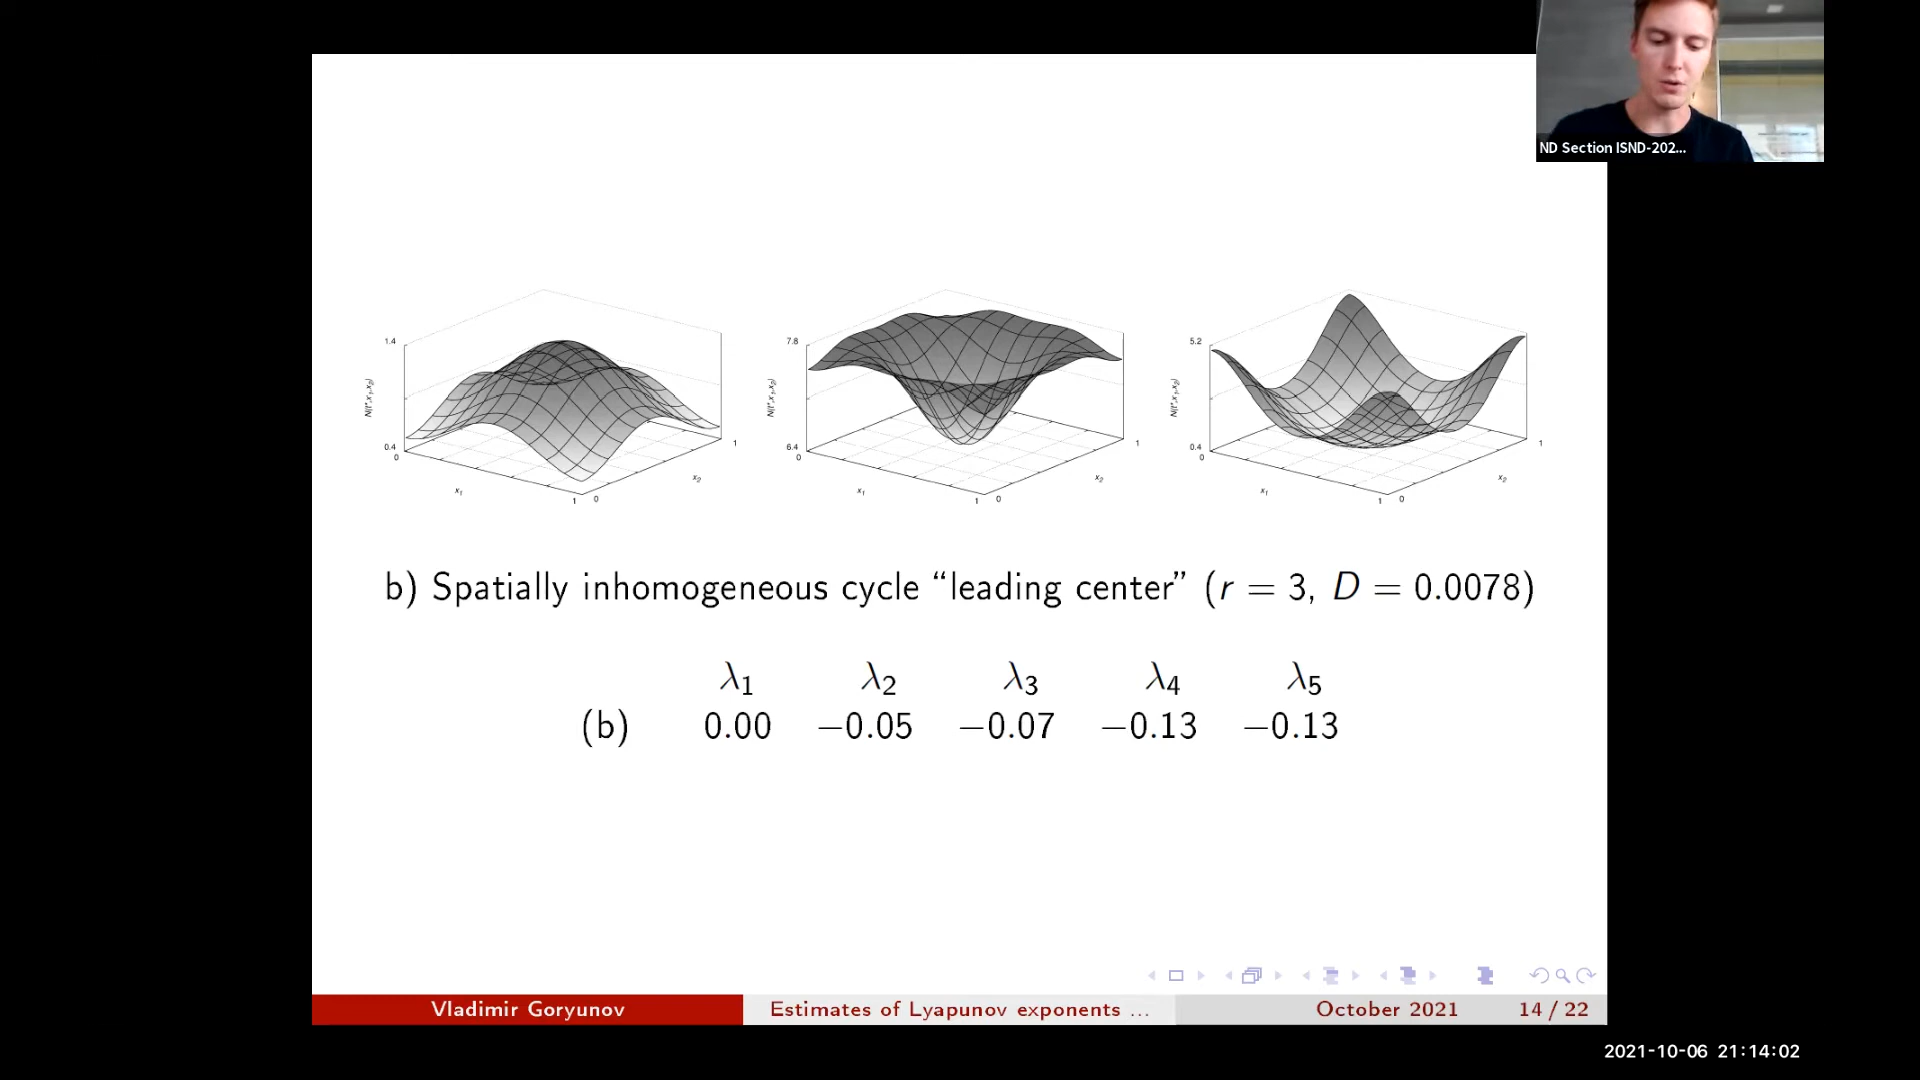 ND Section ISND-202...
1.4
N(t*,x₁,x₂)
0.4
0
x₁
1
0
x₂
1
7.8
N(t*,x₁,x₂)
6.4
0
x₁
1
0
x₂
1
5.2
N(t*,x₁,x₂)
0.4
0
x₁
1
0
x₂
1
b) Spatially inhomogeneous cycle “leading center” (r = 3, D = 0.0078)
λ₁ λ₂ λ₃ λ₄ λ₅
(b) 0.00 −0.05 −0.07 −0.13 −0.13
Vladimir Goryunov Estimates of Lyapunov exponents ... October 2021 14 / 22
2021-10-06 21:14:02